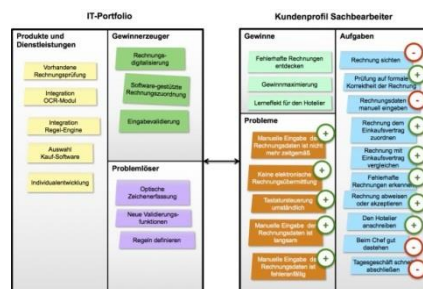 IT-Portfolio
Produkte und
Dienstleistungen
Vorhandene
Rechnungsprüfung
Integration
OCR-Modul
Integration
Regel-Engine
Auswahl
Kauf-Software
Individualentwicklung
Gewinnerzeuger
Rechnungs-
digitalisierung
Software-gestützte
Rechnungszuordnung
Eingabevalidierung
Problemlöser
Optische
Zeichenerfassung
Neue Validierungs-
funktionen
Regeln definieren
Kundenprofil Sachbearbeiter
Gewinne
Fehlerhafte Rechnungen
entdecken
Gewinnmaximierung
Lerneffekt für den Hotelier
Probleme
Manuelle Eingabe der
Rechnungsdaten ist nicht
mehr zeitgemäß
+
Keine elektronische
Rechnungsübermittlung
+
Tastatursteuerung
umständlich
+
Manuelle Eingabe der
Rechnungsdaten ist
langsam
+
Manuelle Eingabe der
Rechnungsdaten ist
fehleranfällig
+
Aufgaben
Rechnung sichten
-
Prüfung auf formale
Korrektheit der Rechnung
+
Rechnungsdaten
manuell eingeben
-
Rechnung dem
Einkaufsvertrag
zuordnen
+
Rechnung mit
Einkaufsvertrag
vergleichen
+
Fehlerhafte
Rechnungen erkennen
+
Rechnung abweisen
oder akzeptieren
+
Den Hotelier
anschreiben
+
Beim Chef gut
dastehen
-
Tagesgeschäft schnell
abschließen
-